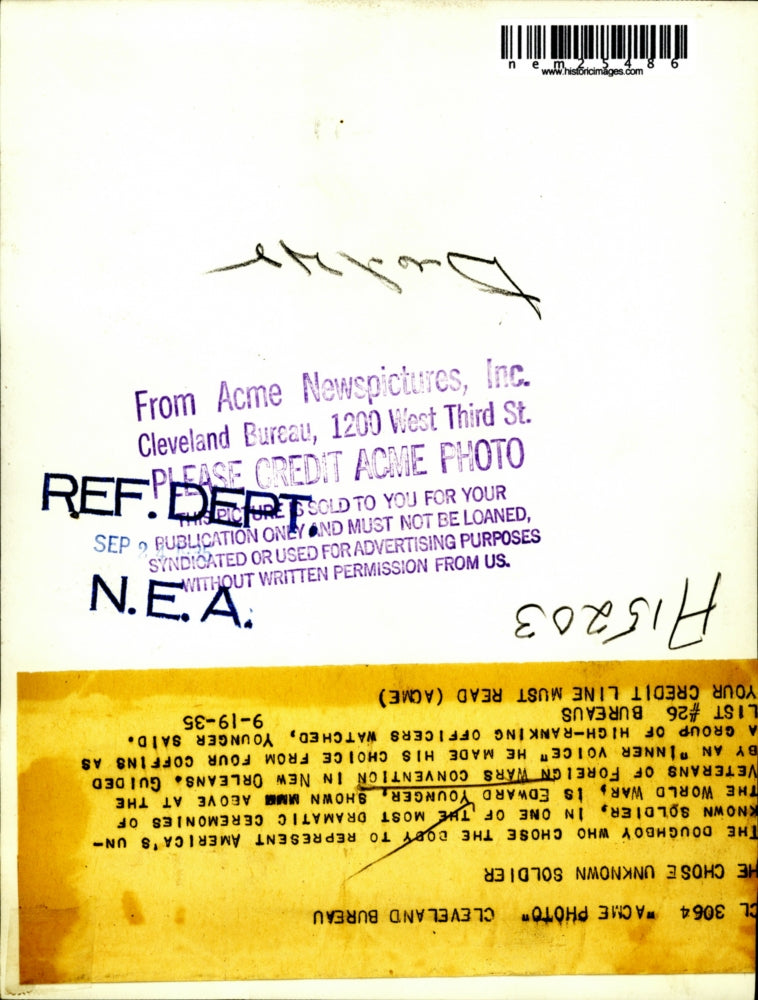 nem25486
www.historicimages.com
From Acme Newspictures, Inc.
Cleveland Bureau, 1200 West Third St.
PLEASE CREDIT ACME PHOTO
THIS PICTURE IS SOLD TO YOU FOR YOUR
PUBLICATION ONLY AND MUST NOT BE LOANED,
SYNDICATED OR USED FOR ADVERTISING PURPOSES
WITHOUT WRITTEN PERMISSION FROM US.
REF. DEPT.
SEP 2
N.E.A.
A15203
CL 3064 "ACME PHOTO" CLEVELAND BUREAU
HE CHOSE UNKNOWN SOLDIER
THE DOUGHBOY WHO CHOSE THE BODY TO REPRESENT AMERICA'S UN-
KNOWN SOLDIER, IN ONE OF THE MOST DRAMATIC CEREMONIES OF
THE WORLD WAR, IS EDWARD YOUNGER, SHOWN ABOVE AT THE
VETERANS OF FOREIGN WARS CONVENTION IN NEW ORLEANS. GUIDED
BY AN "INNER VOICE" HE MADE HIS CHOICE FROM FOUR COFFINS AS
A GROUP OF HIGH-RANKING OFFICERS WATCHED, YOUNGER SAID.
LIST #26 BUREAUS 9-19-35
YOUR CREDIT LINE MUST READ (ACME)